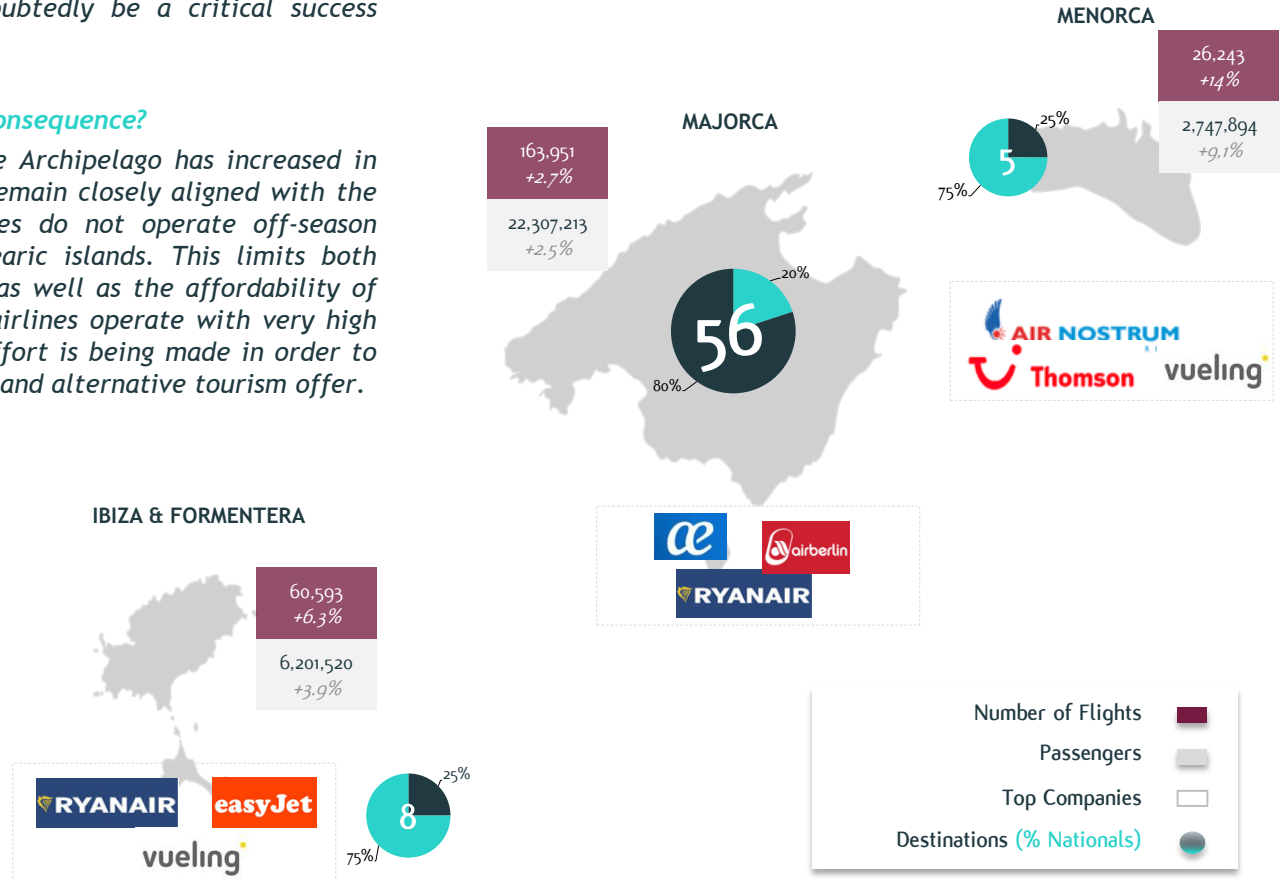 oubtedly be a critical success
onsequence?
e Archipelago has increased in
emain closely aligned with the
es do not operate off-season
earic islands. This limits both
as well as the affordability of
airlines operate with very high
ffort is being made in order to
and alternative tourism offer.
MENORCA
26,243
+14%
2,747,894
+9,1%
25%
5
75%
AIR NOSTRUM
Thomson
vueling
MAJORCA
163,951
+2.7%
22,307,213
+2.5%
20%
56
80%
æ
airberlin
RYANAIR
IBIZA & FORMENTERA
60,593
+6.3%
6,201,520
+3.9%
RYANAIR
easyJet
vueling
25%
8
75%
Number of Flights
Passengers
Top Companies
Destinations (% Nationals)